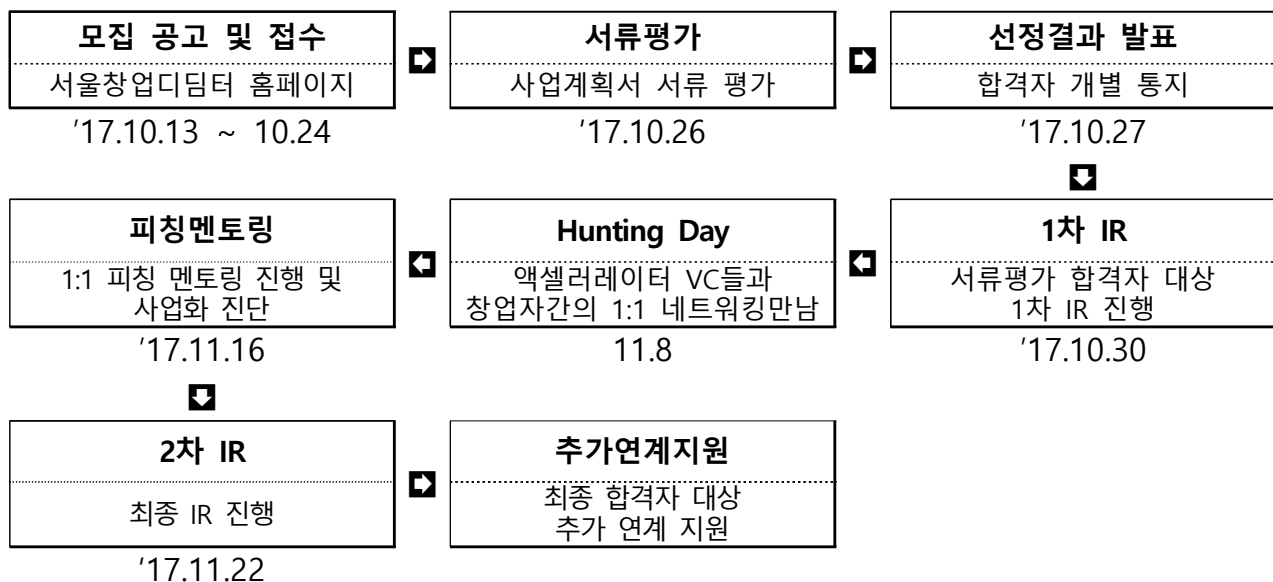 모집 공고 및 접수
서울창업디딤터 홈페이지
'17.10.13 ~ 10.24
서류평가
사업계획서 서류 평가
'17.10.26
선정결과 발표
합격자 개별 통지
'17.10.27
1차 IR
서류평가 합격자 대상
1차 IR 진행
'17.10.30
Hunting Day
액셀러레이터 VC들과
창업자간의 1:1 네트워킹만남
11.8
피칭멘토링
1:1 피칭 멘토링 진행 및
사업화 진단
'17.11.16
2차 IR
최종 IR 진행
'17.11.22
추가연계지원
최종 합격자 대상
추가 연계 지원